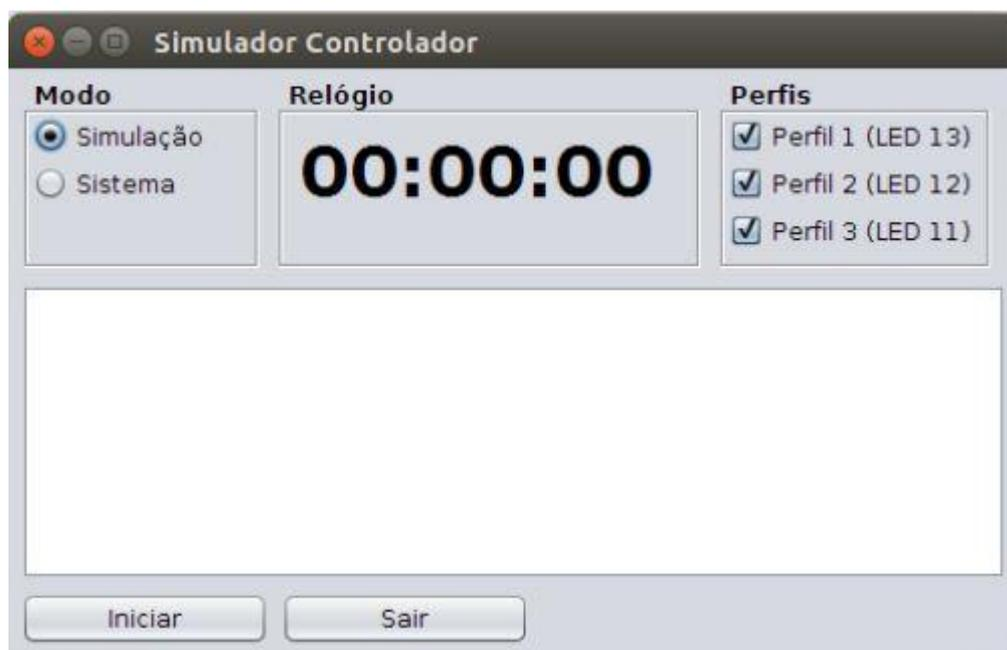 Simulador Controlador
Modo
Simulação
Sistema
Relógio
00:00:00
Perfis
Perfil 1 (LED 13)
Perfil 2 (LED 12)
Perfil 3 (LED 11)
Iniciar
Sair